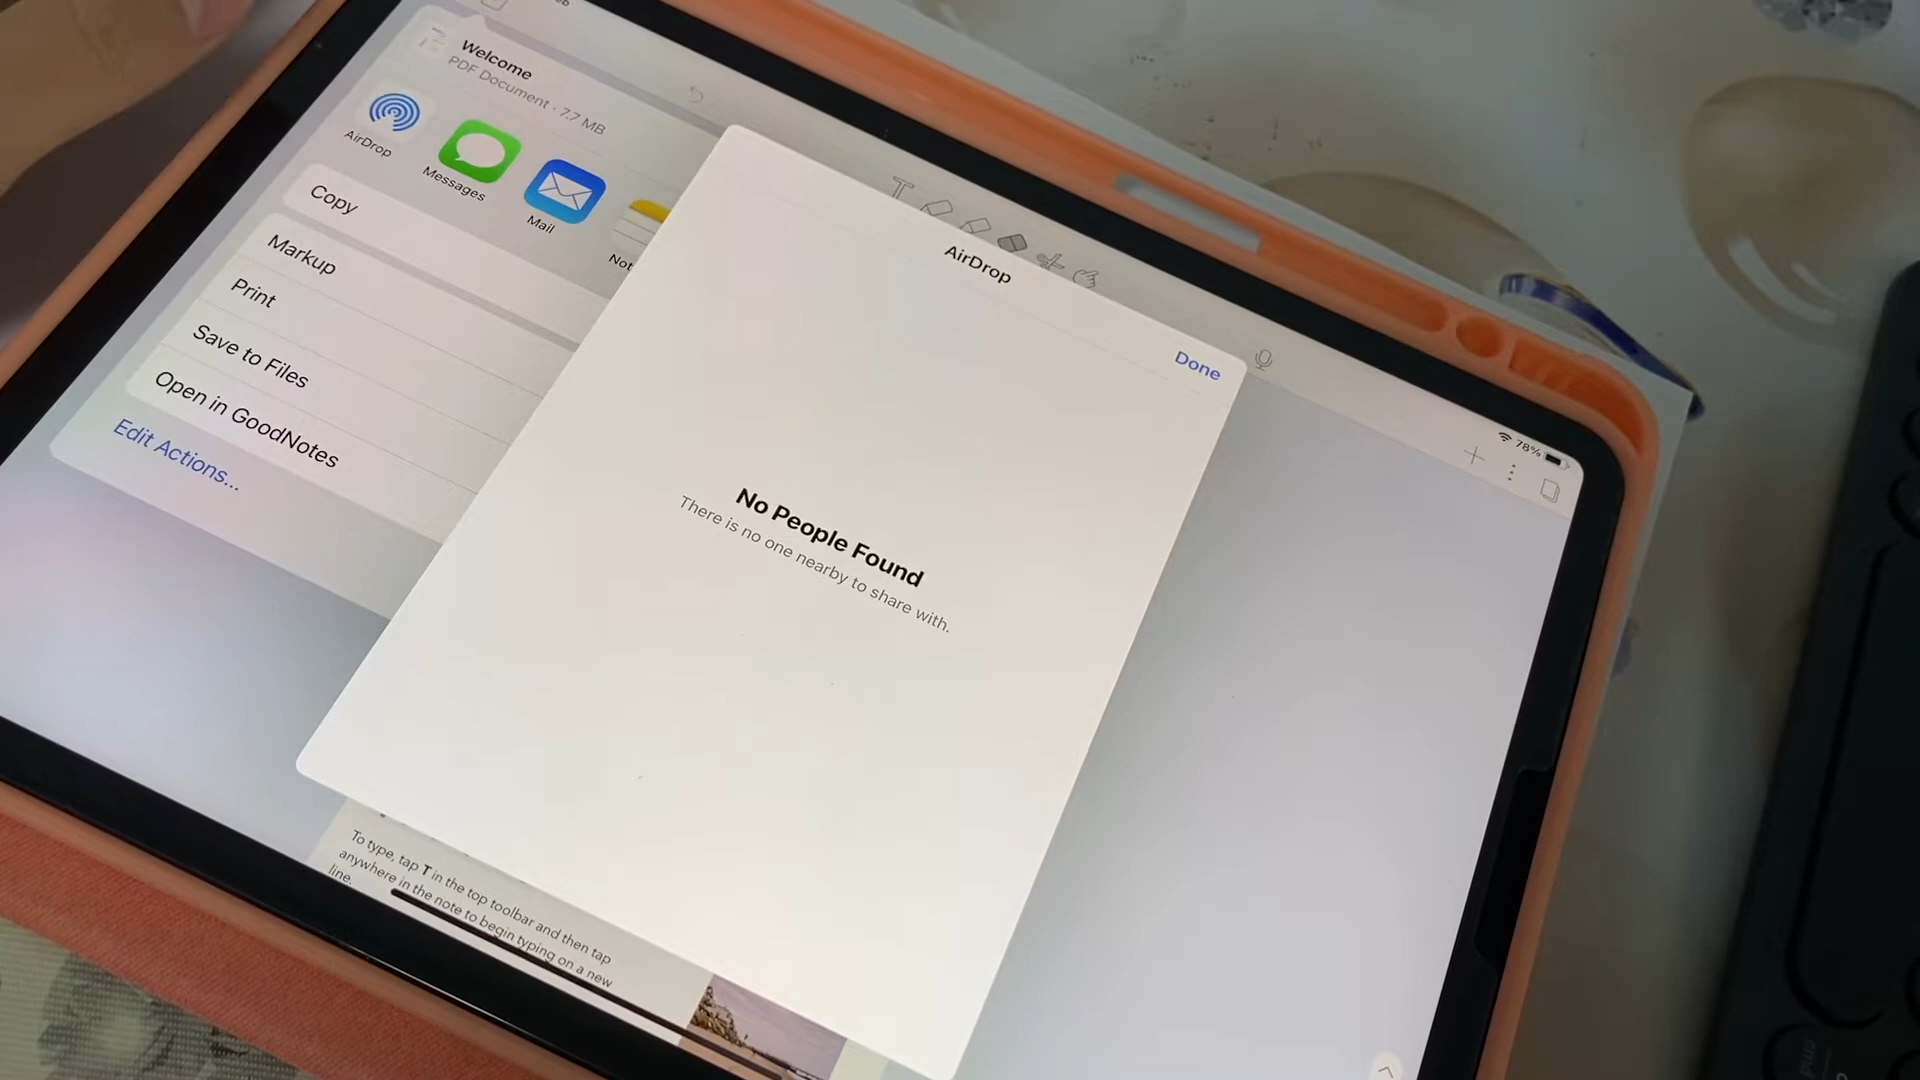 Welcome
PDF Document · 7.7 MB
AirDrop
Messages
Mail
Copy
Markup
Print
Save to Files
Open in GoodNotes
Edit Actions...
AirDrop
Done
No People Found
There is no one nearby to share with.
78%
To type, tap T in the top toolbar and then tap
anywhere in the note to begin typing on a new
line.
cmd